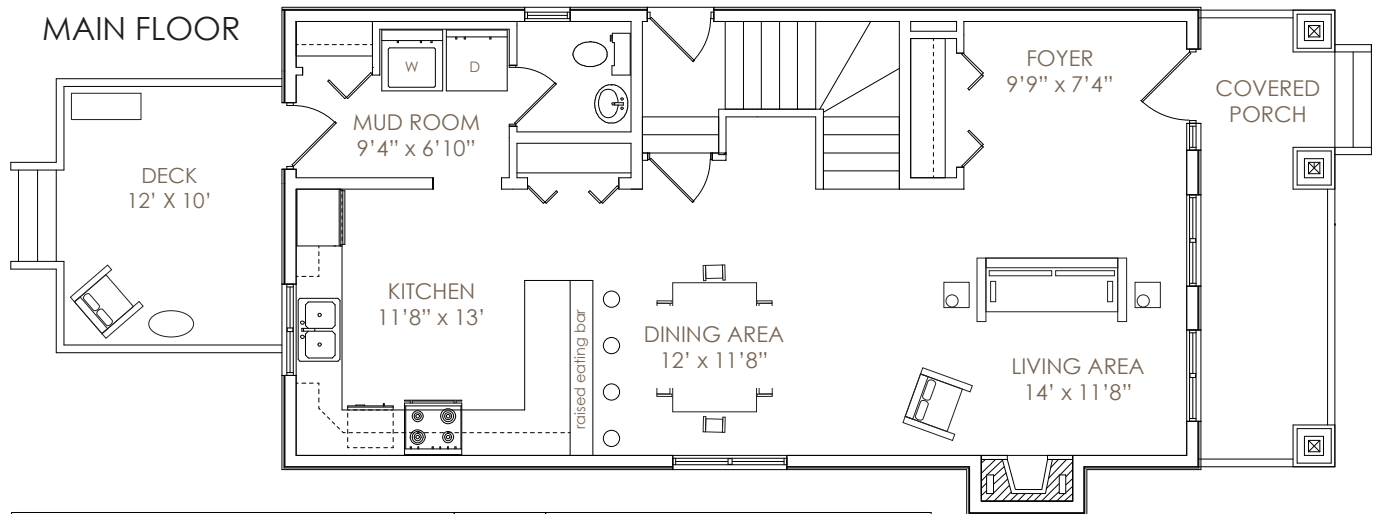 MAIN FLOOR
W
D
FOYER
9’9” x 7’4”
COVERED
PORCH
MUD ROOM
9’4” x 6’10”
DECK
12’ X 10’
KITCHEN
11’8” x 13’
raised eating bar
DINING AREA
12’ x 11’8”
LIVING AREA
14’ x 11’8”